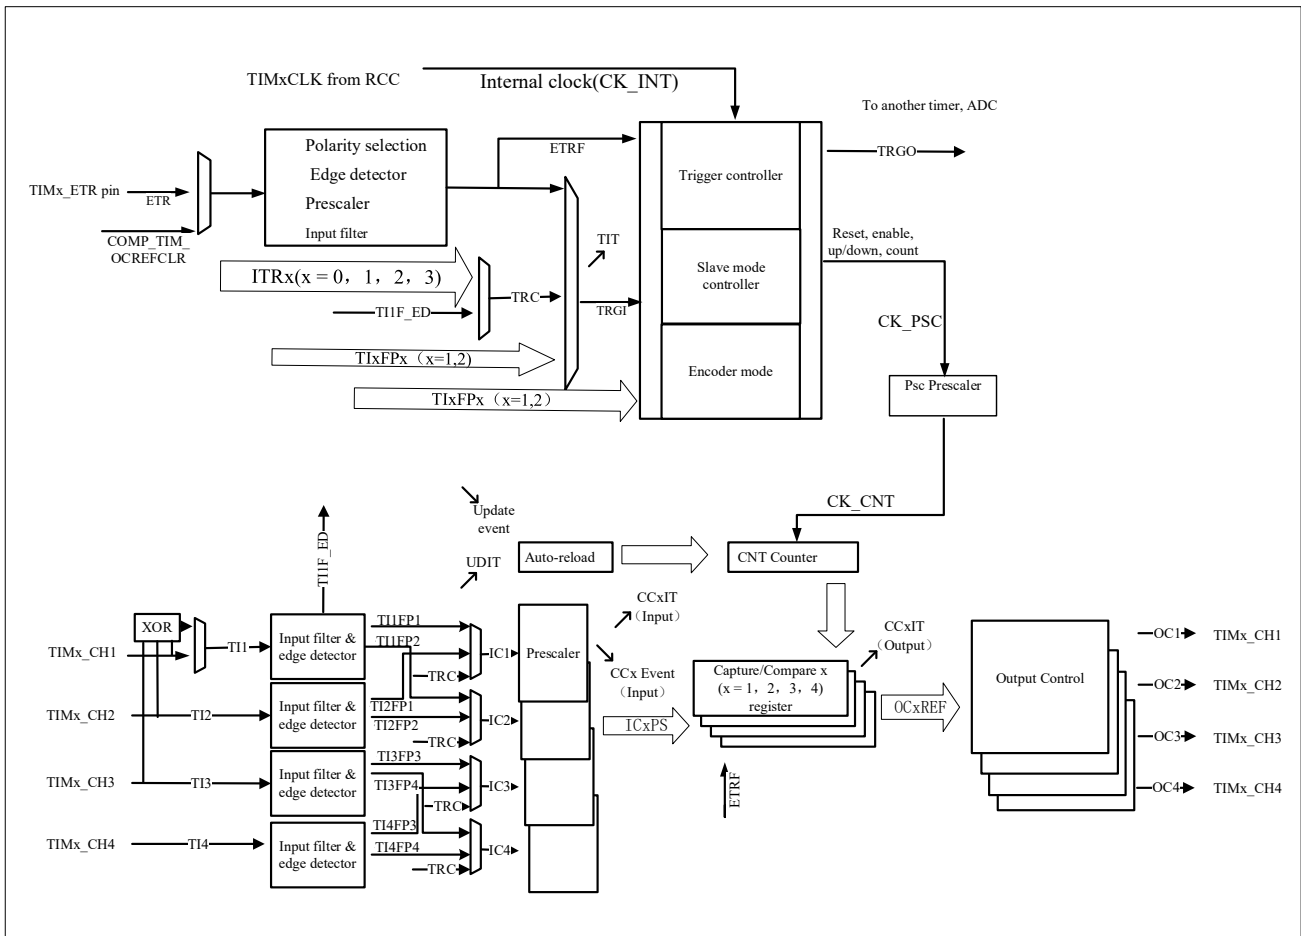 TIMxCLK from RCC
Internal clock(CK_INT)
To another timer, ADC
TRGO
TIMx_ETR pin
ETR
COMP_TIM_
OCREFCLR
Polarity selection
Edge detector
Prescaler
Input filter
ETRF
Trigger controller
Slave mode
controller
Encoder mode
Reset, enable,
up/down, count
ITRx(x = 0，1，2，3)
TI1F_ED
TRC
TIT
TRGI
TIxFPx（x=1,2)
TIxFPx（x=1,2）
CK_PSC
Psc Prescaler
CK_CNT
Update
event
UDIT
Auto-reload
CNT Counter
TI1F_ED
XOR
TIMx_CH1
TI1
Input filter &
edge detector
TI1FP1
TI1FP2
TRC
IC1
Prescaler
CCxIT
（Input）
CCx Event
（Input）
TIMx_CH2
TI2
Input filter &
edge detector
TI2FP1
TI2FP2
TRC
IC2
ICxPS
Capture/Compare x
(x = 1，2，3，4)
register
CCxIT
（Output）
OCxREF
Output Control
ETRF
TIMx_CH3
TI3
Input filter &
edge detector
TI3FP3
TI3FP4
TRC
IC3
TIMx_CH4
TI4
Input filter &
edge detector
TI4FP3
TI4FP4
TRC
IC4
OC1
TIMx_CH1
OC2
TIMx_CH2
OC3
TIMx_CH3
OC4
TIMx_CH4